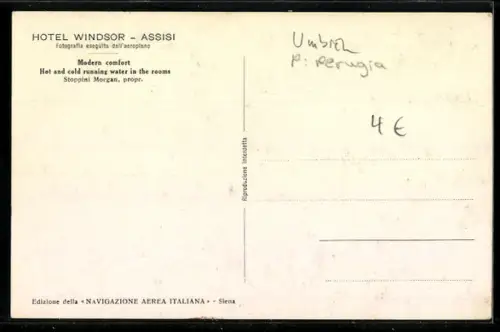 HOTEL WINDSOR - ASSISI
Fotografia eseguita dall'aeroplano
Modern comfort
Hot and cold running water in the rooms
Stoppini Morgan, propr.
Umbien
P: Perugia
4 €
Riproduzione interdetta
Edizione della «NAVIGAZIONE AEREA ITALIANA» - Siena